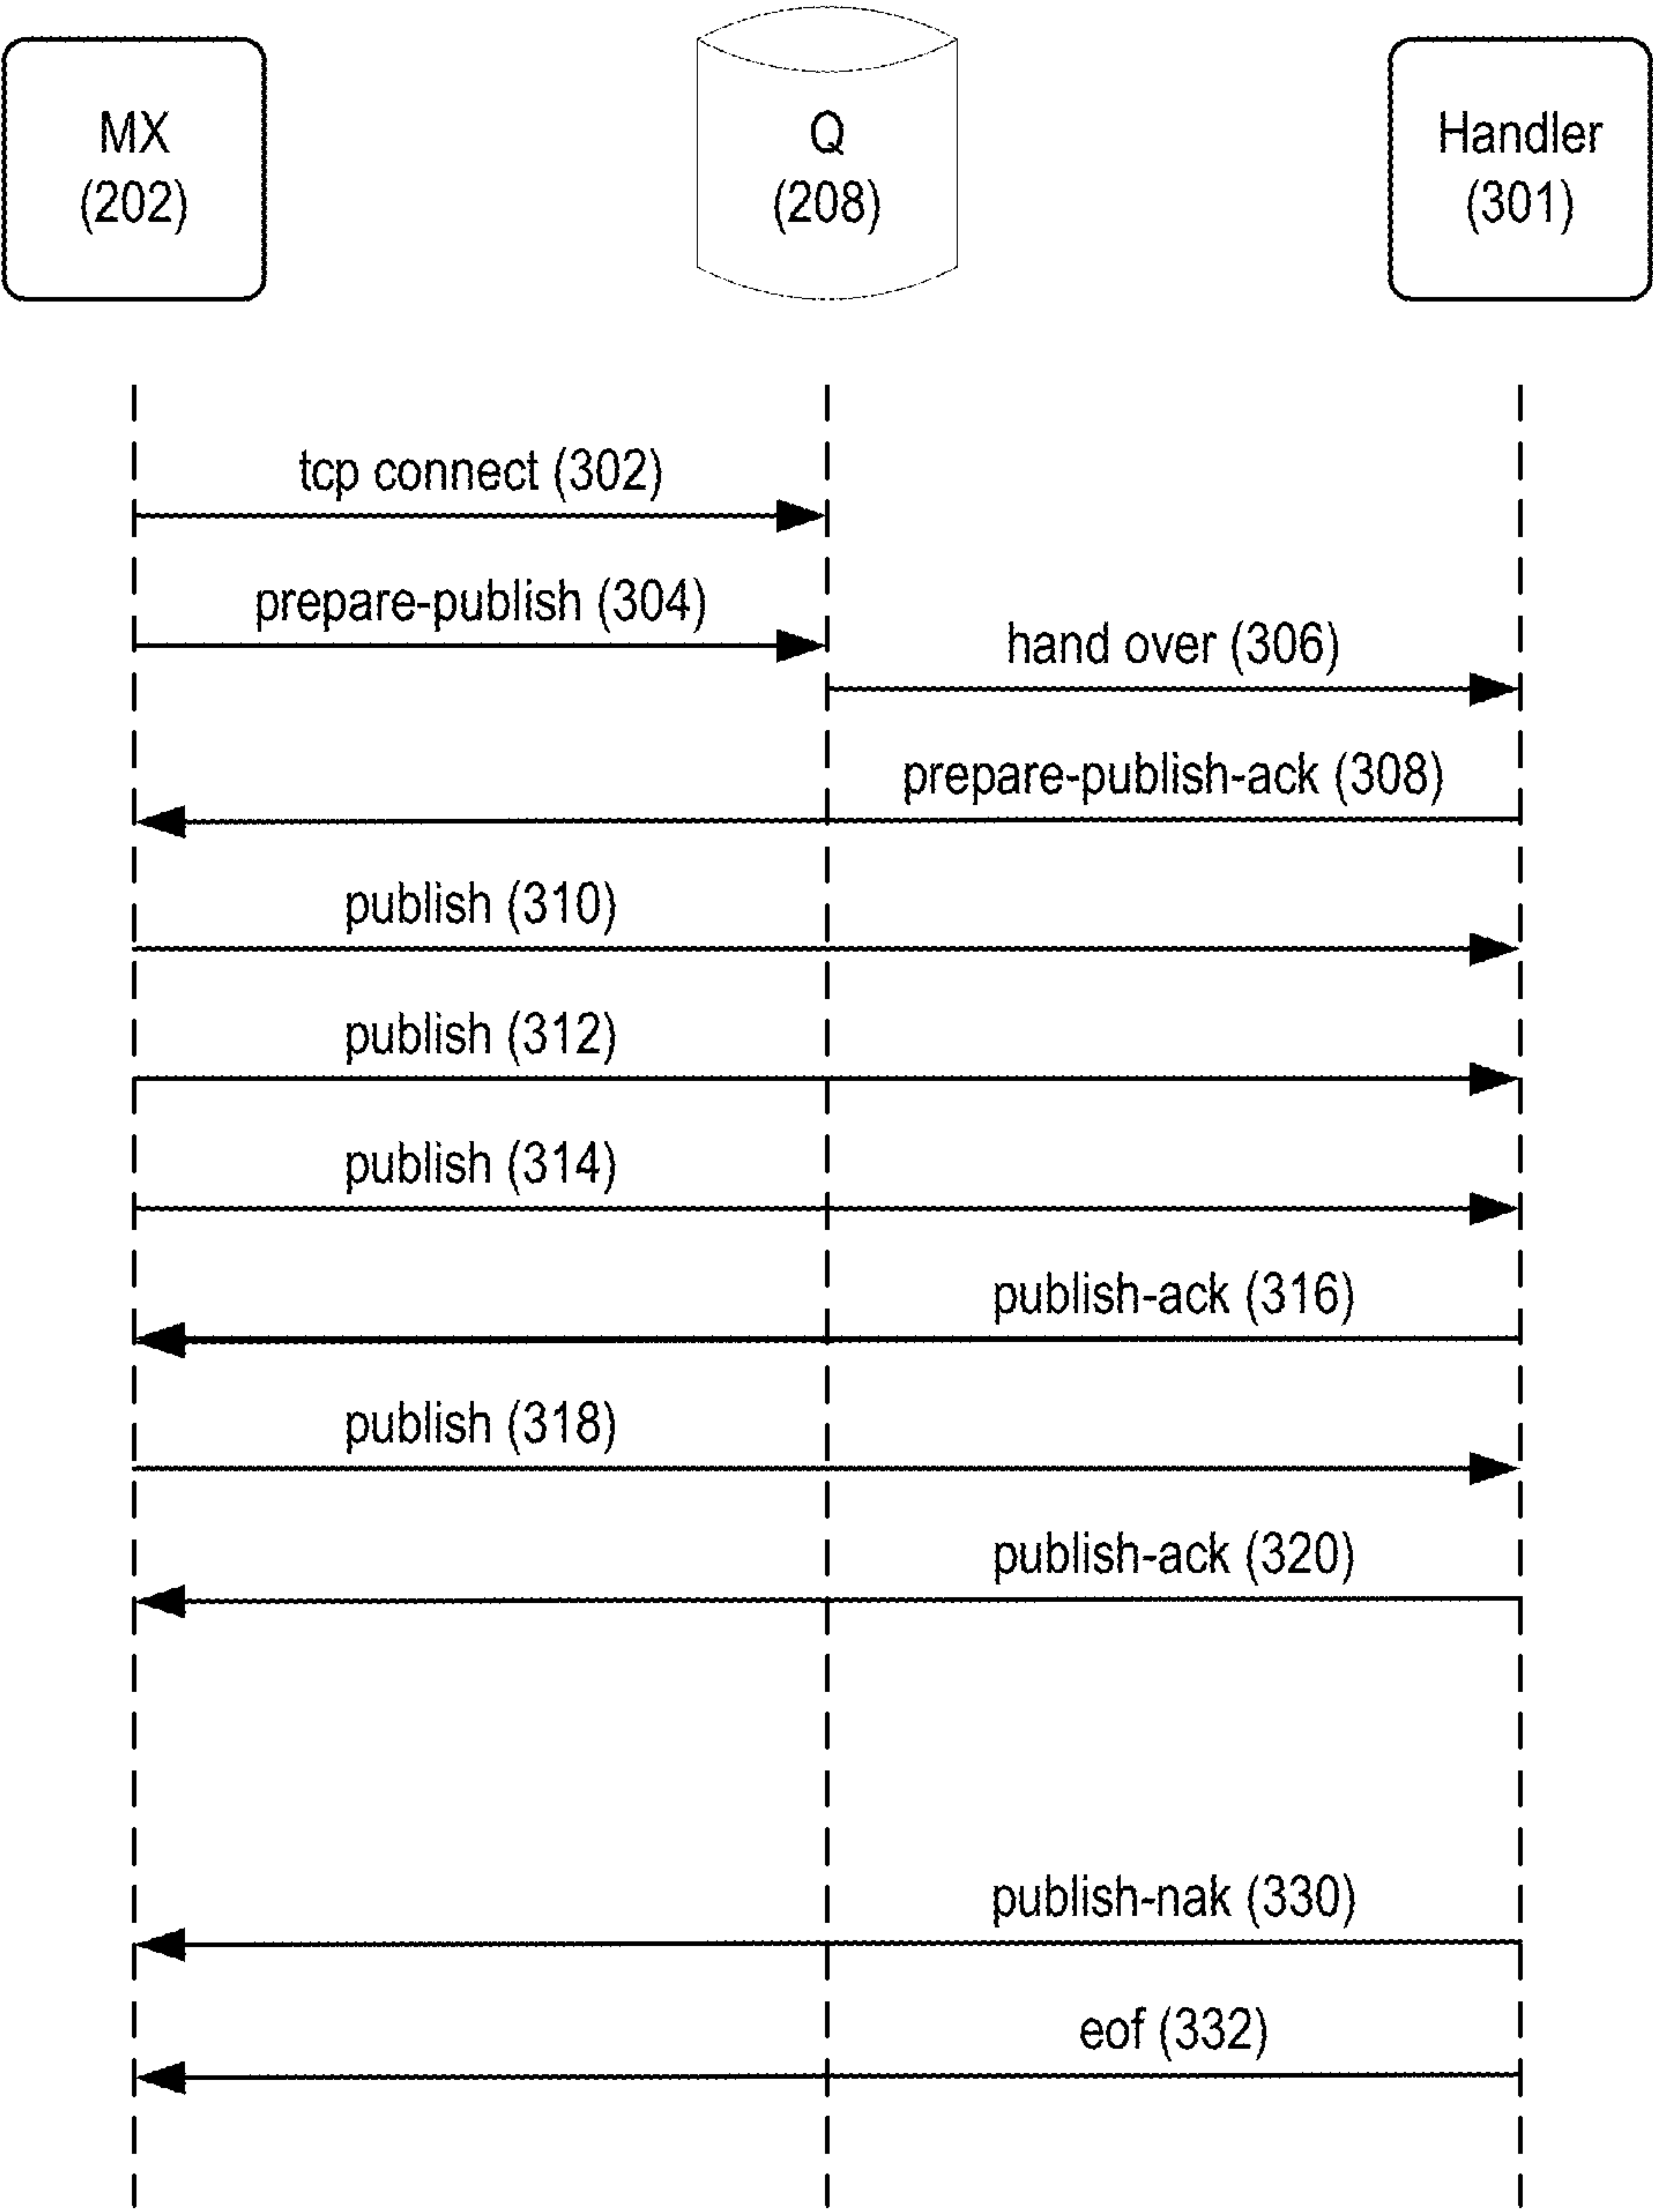 MX
(202)
Q
(208)
Handler
(301)
tcp connect (302)
prepare-publish (304)
hand over (306)
prepare-publish-ack (308)
publish (310)
publish (312)
publish (314)
publish-ack (316)
publish (318)
publish-ack (320)
publish-nak (330)
eof (332)